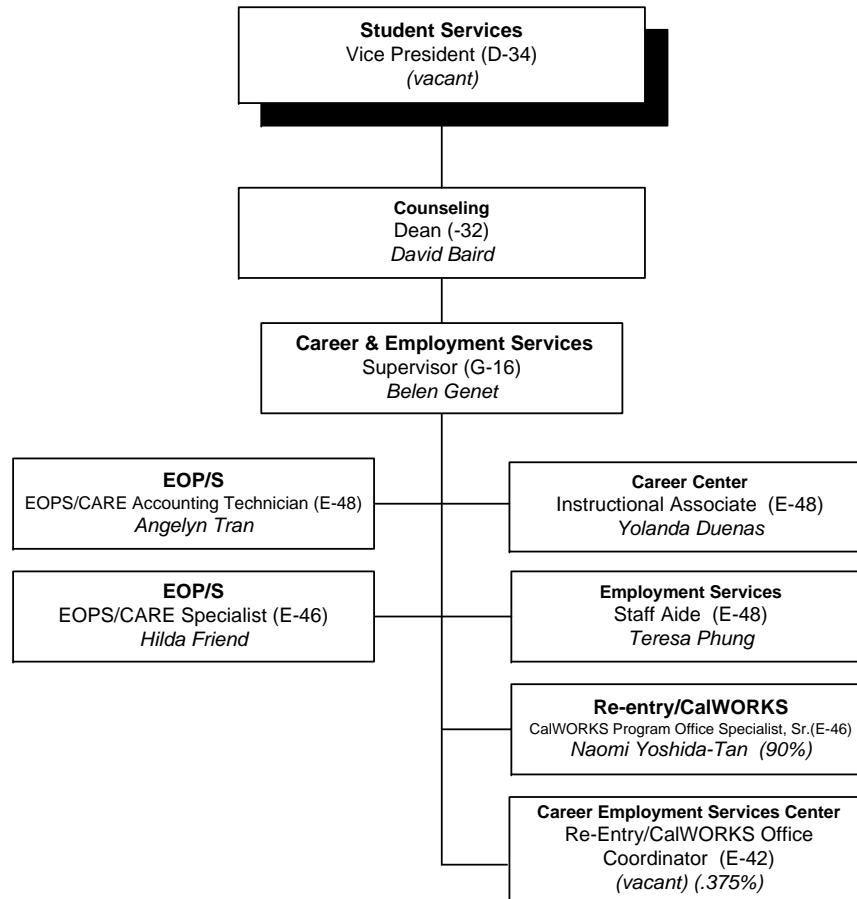 Student Services
Vice President (D-34)
(vacant)
Counseling
Dean (-32)
David Baird
Career & Employment Services
Supervisor (G-16)
Belen Genet
EOP/S
EOPS/CARE Accounting Technician (E-48)
Angelyn Tran
Career Center
Instructional Associate (E-48)
Yolanda Duenas
EOP/S
EOPS/CARE Specialist (E-46)
Hilda Friend
Employment Services
Staff Aide (E-48)
Teresa Phung
Re-entry/CalWORKS
CalWORKS Program Office Specialist, Sr.(E-46)
Naomi Yoshida-Tan (90%)
Career Employment Services Center
Re-Entry/CalWORKS Office
Coordinator (E-42)
(vacant) (.375%)